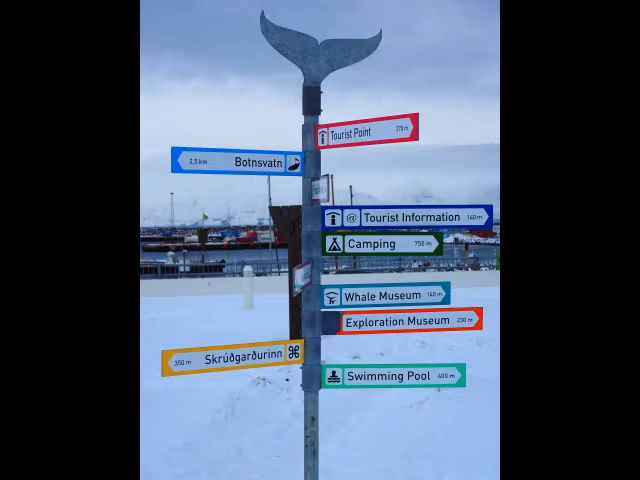 Tourist Point 370 m
2,5 km Botnsvatn
@ Tourist Information 140 m
Camping 750 m
Whale Museum 140 m
Exploration Museum 230 m
350 m Skrúðgarðurinn
Swimming Pool 400 m